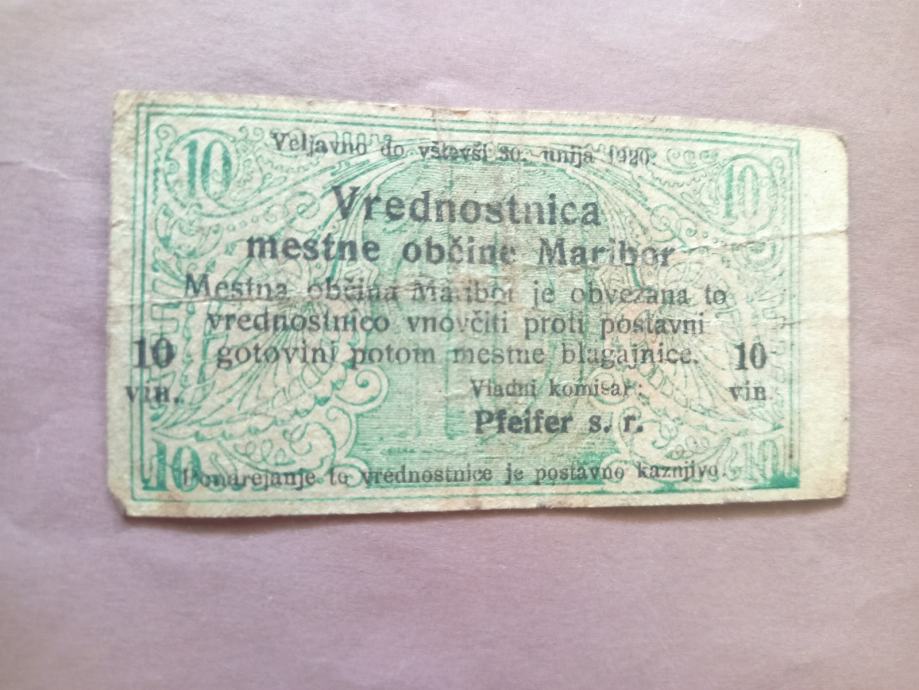 10 Veljavno do vštevši 30. unija 1920. 10
Vrednostnica
mestne občine Maribor
Mestna občina Maribor je obvezana to
vrednostnico vnovčiti proti postavni
10 gotovini potom mestne blagajnice. 10
vin. Vladni komisar: vin.
Pfeifer s. r.
10 Ponarejanje te vrednostnice je postavno kaznjivo. 10